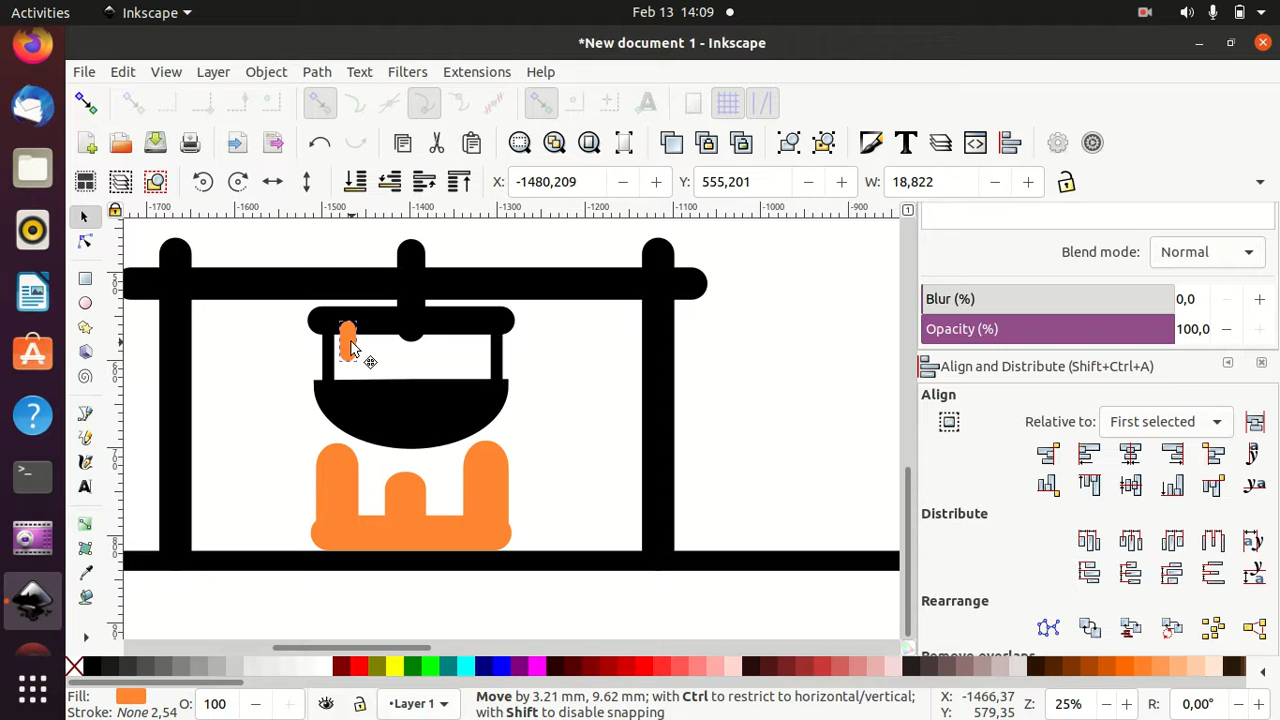 Activities
Inkscape
Feb 13 14:09
*New document 1 - Inkscape
File Edit View Layer Object Path Text Filters Extensions Help
X: -1480,209
Y: 555,201
W: 18,822
-1700 -1600 -1500 -1400 -1300 -1200 -1100 -1000 -900
Blend mode: Normal
Blur (%) 0,0
Opacity (%) 100,0
Align and Distribute (Shift+Ctrl+A)
Align
Relative to: First selected
Distribute
Rearrange
Fill:
Stroke: None 2,54
O: 100
Layer 1
Move by 3.21 mm, 9.62 mm; with Ctrl to restrict to horizontal/vertical;
with Shift to disable snapping
X: -1466,37
Y: 579,35
Z: 25%
R: 0,00°